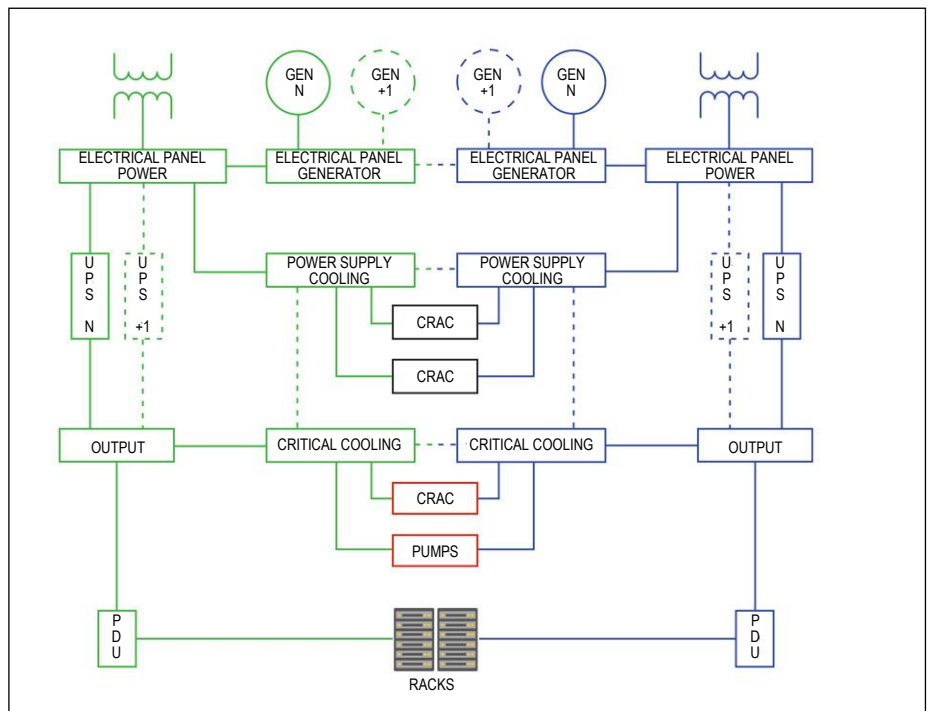 GEN
N
GEN
+1
GEN
+1
GEN
N
ELECTRICAL PANEL
POWER
ELECTRICAL PANEL
GENERATOR
ELECTRICAL PANEL
GENERATOR
ELECTRICAL PANEL
POWER
U
P
S
N
U
P
S
+1
POWER SUPPLY
COOLING
POWER SUPPLY
COOLING
U
P
S
+1
U
P
S
N
CRAC
CRAC
OUTPUT
CRITICAL COOLING
CRITICAL COOLING
OUTPUT
CRAC
PUMPS
P
D
U
P
D
U
RACKS